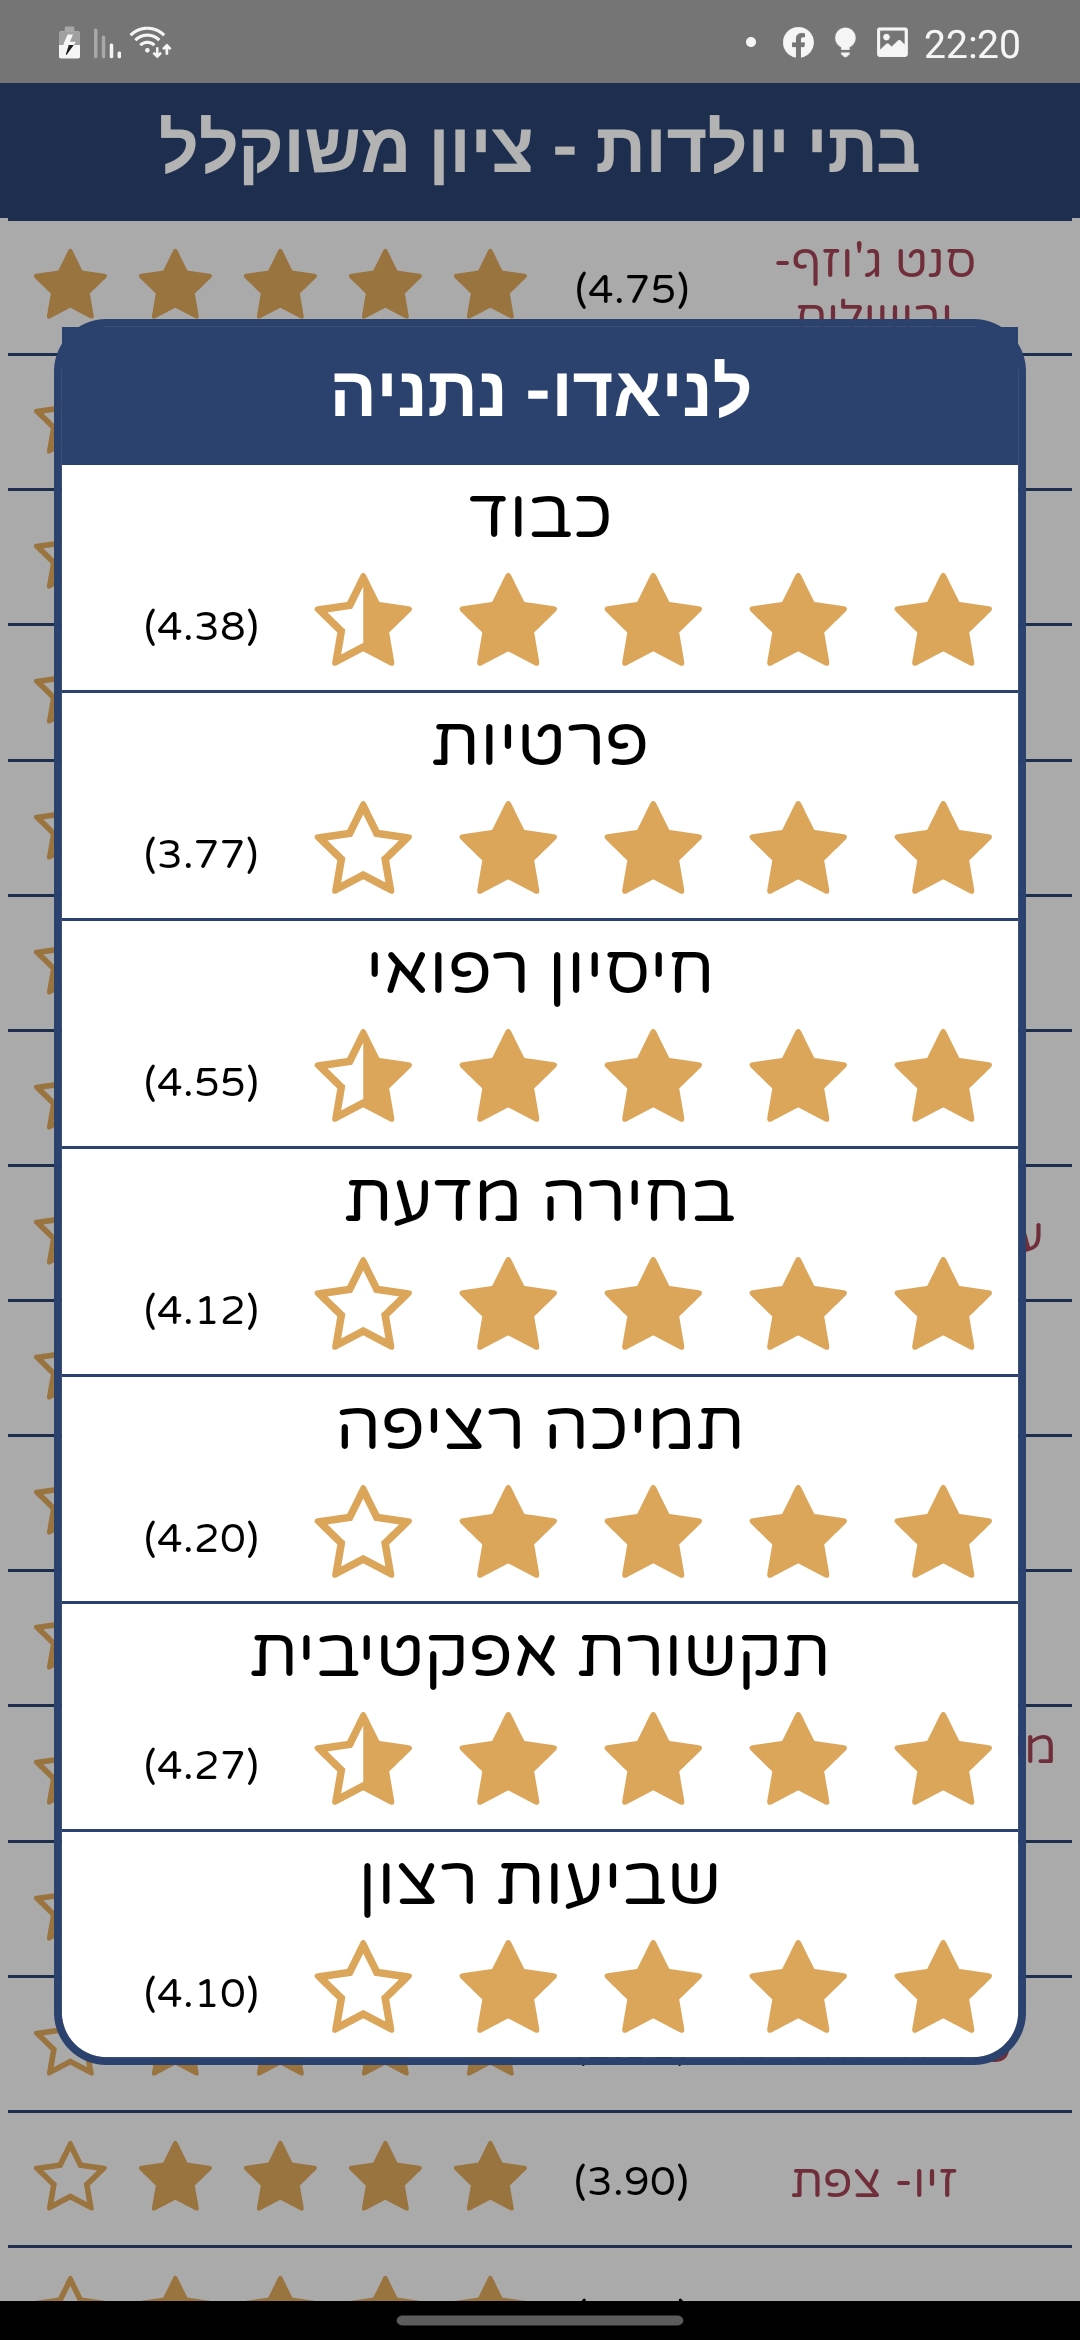 22:20
בתי יולדות - ציון משוקלל
סנט ג'וזף-
ירושלים
(4.75)
לניאדו- נתניה
כבוד
(4.38)
פרטיות
(3.77)
חיסיון רפואי
(4.55)
בחירה מדעת
(4.12)
תמיכה רציפה
(4.20)
תקשורת אפקטיבית
(4.27)
שביעות רצון
(4.10)
זיו- צפת
(3.90)